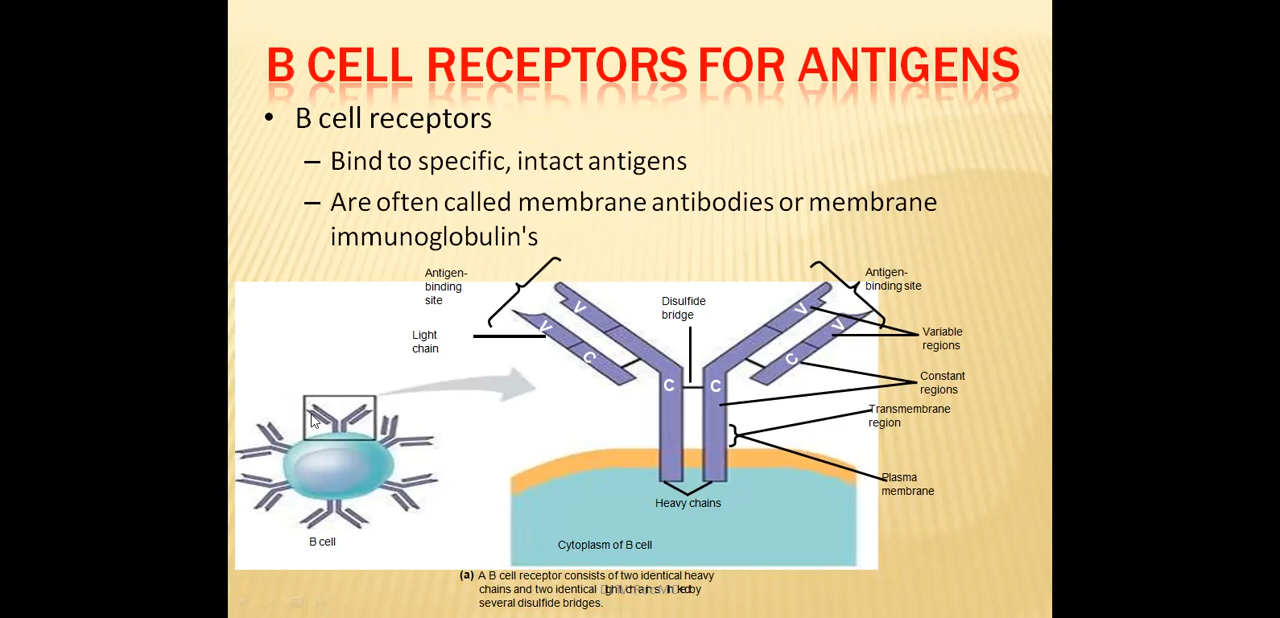 B CELL RECEPTORS FOR ANTIGENS
• B cell receptors
– Bind to specific, intact antigens
– Are often called membrane antibodies or membrane
immunoglobulin's
Antigen-
binding
site
Light
chain
Disulfide
bridge
Antigen-
binding site
Variable
regions
Constant
regions
Transmembrane
region
Plasma
membrane
V
V
C
C
C
V
V
C
Heavy chains
Cytoplasm of B cell
B cell
(a) A B cell receptor consists of two identical heavy
chains and two identical by
several disulfide bridges.